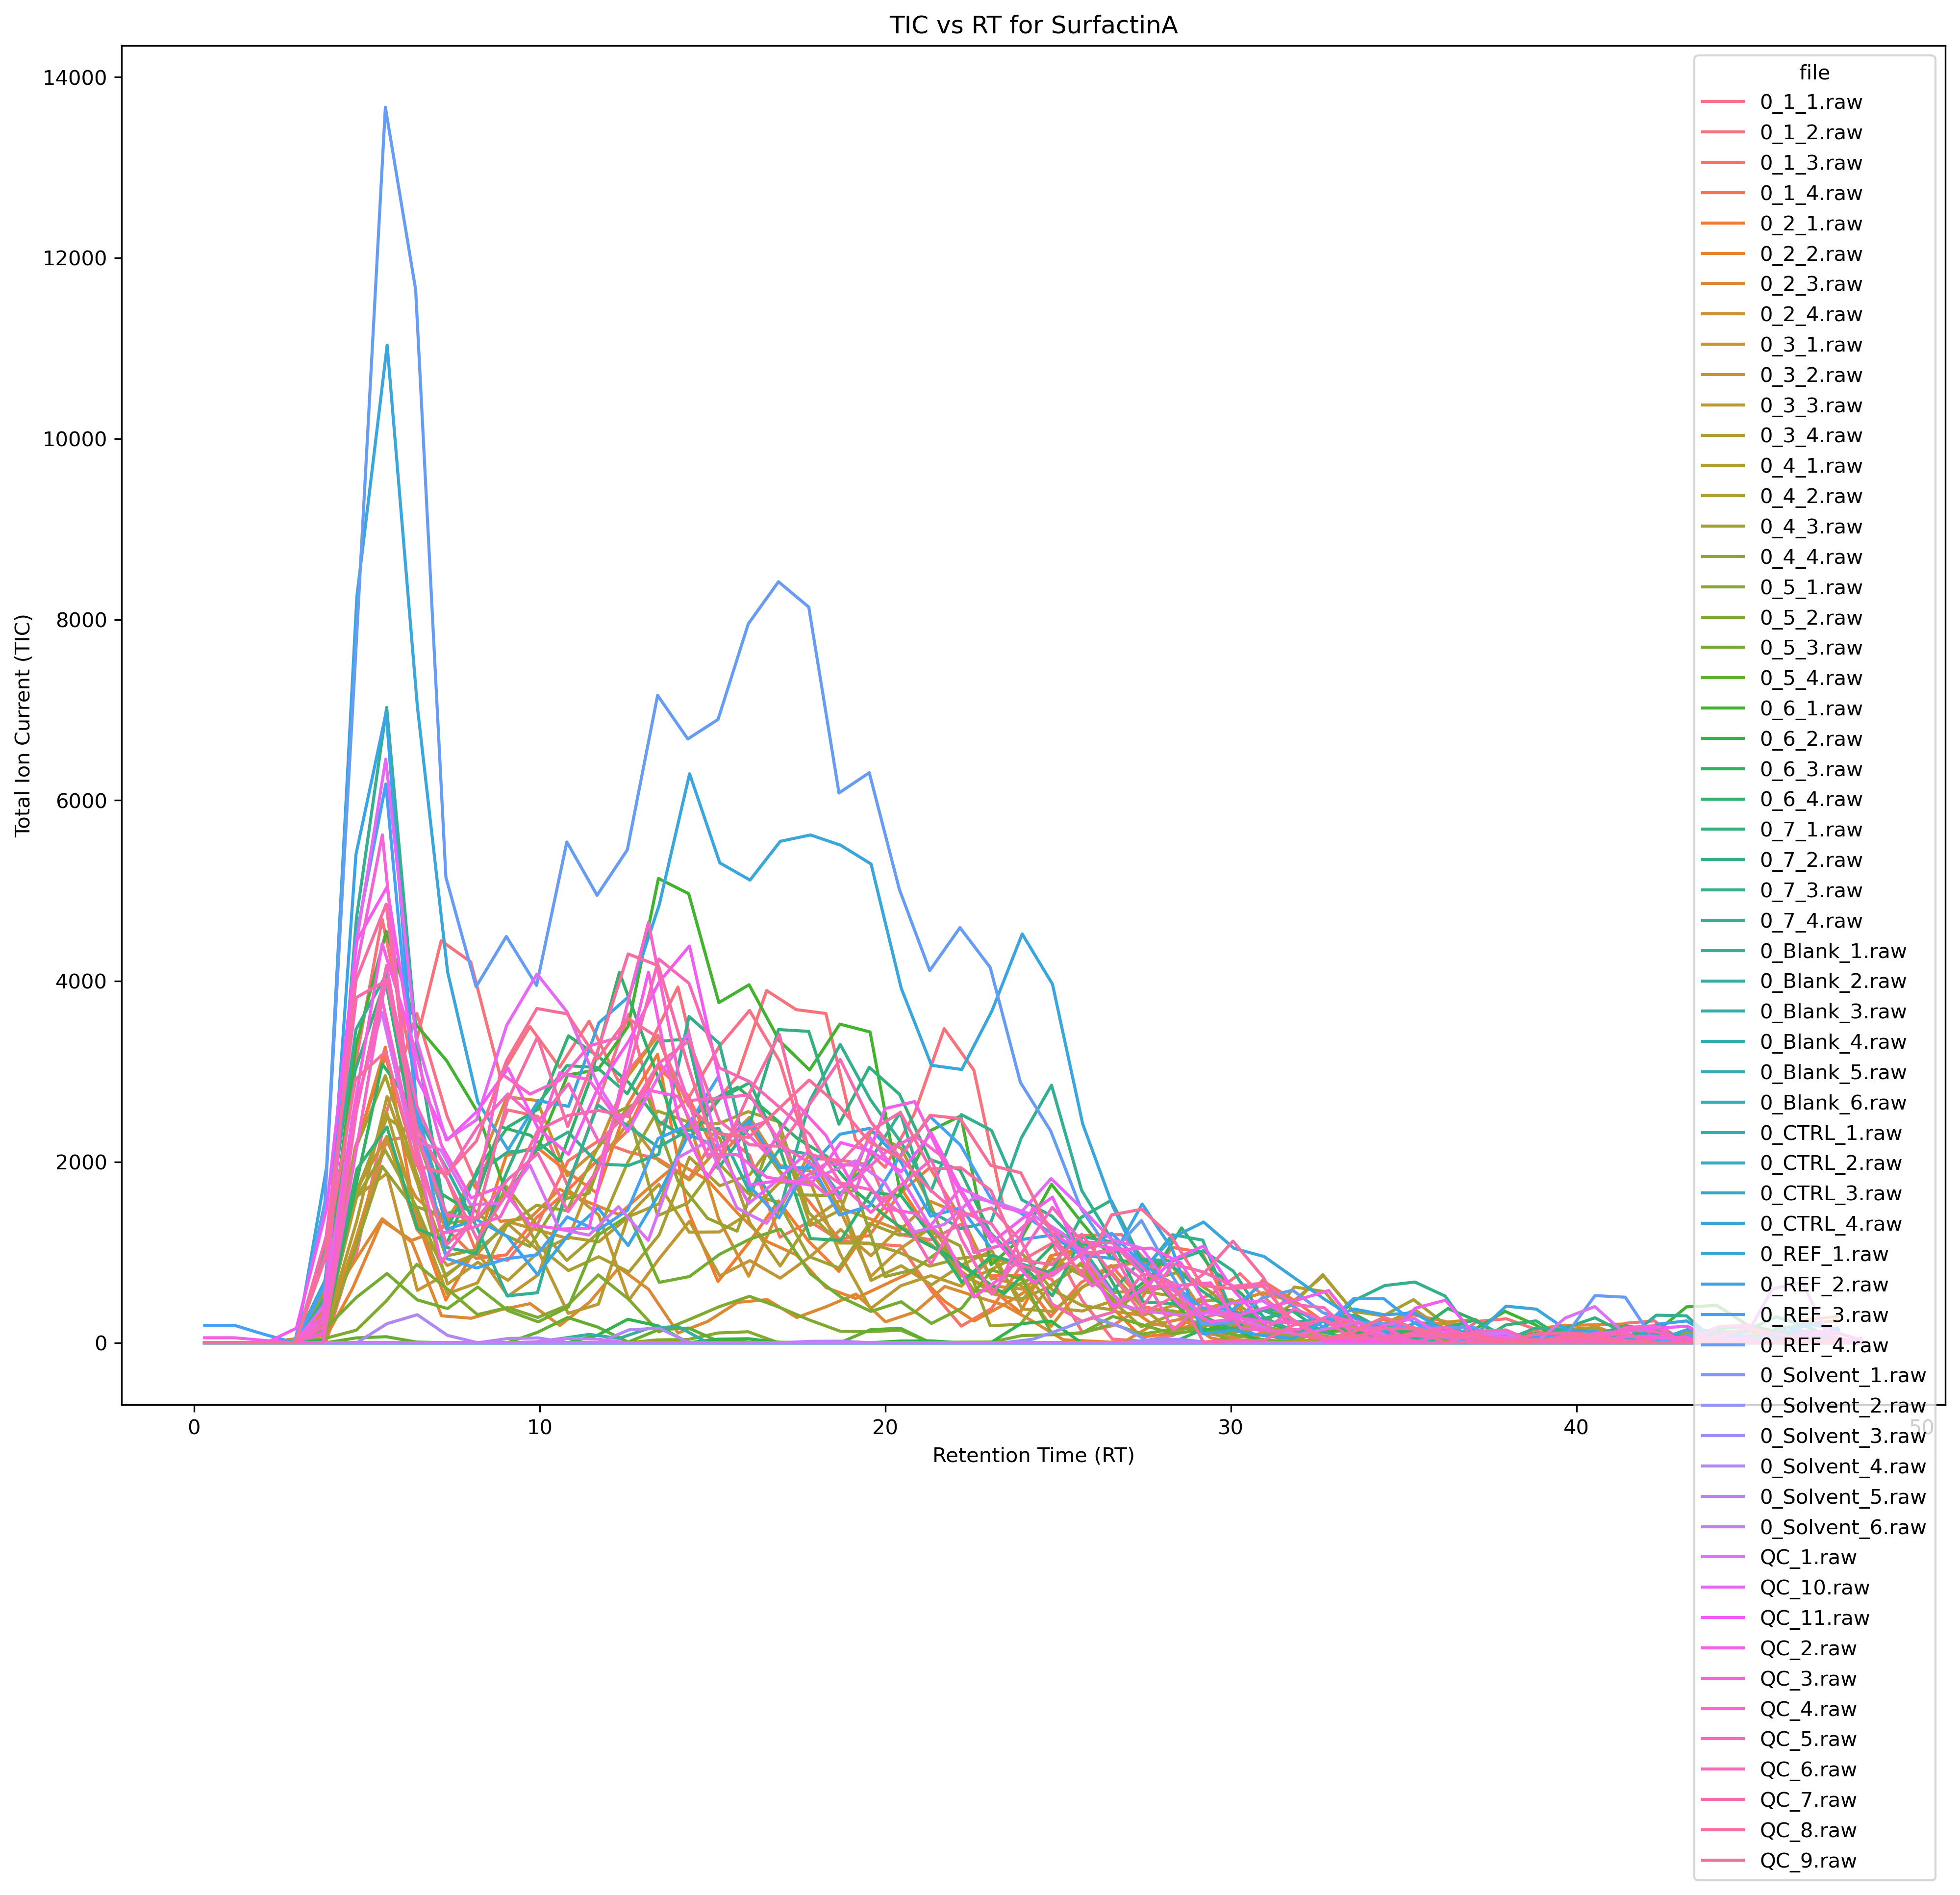 TIC vs RT for SurfactinA
14000
12000
10000
8000
6000
4000
2000
0
Total Ion Current (TIC)
0
10
20
30
40
50
Retention Time (RT)
file
0_1_1.raw
0_1_2.raw
0_1_3.raw
0_1_4.raw
0_2_1.raw
0_2_2.raw
0_2_3.raw
0_2_4.raw
0_3_1.raw
0_3_2.raw
0_3_3.raw
0_3_4.raw
0_4_1.raw
0_4_2.raw
0_4_3.raw
0_4_4.raw
0_5_1.raw
0_5_2.raw
0_5_3.raw
0_5_4.raw
0_6_1.raw
0_6_2.raw
0_6_3.raw
0_6_4.raw
0_7_1.raw
0_7_2.raw
0_7_3.raw
0_7_4.raw
0_Blank_1.raw
0_Blank_2.raw
0_Blank_3.raw
0_Blank_4.raw
0_Blank_5.raw
0_Blank_6.raw
0_CTRL_1.raw
0_CTRL_2.raw
0_CTRL_3.raw
0_CTRL_4.raw
0_REF_1.raw
0_REF_2.raw
0_REF_3.raw
0_REF_4.raw
0_Solvent_1.raw
0_Solvent_2.raw
0_Solvent_3.raw
0_Solvent_4.raw
0_Solvent_5.raw
0_Solvent_6.raw
QC_1.raw
QC_10.raw
QC_11.raw
QC_2.raw
QC_3.raw
QC_4.raw
QC_5.raw
QC_6.raw
QC_7.raw
QC_8.raw
QC_9.raw